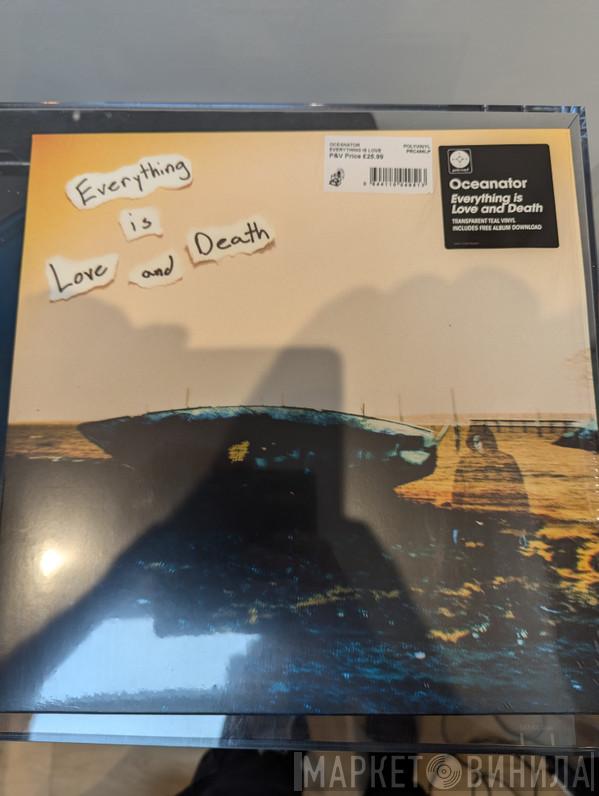 OCEANATOR
EVERYTHING IS LOVE
P&V Price £25.99
POLYVINYL
PRC486LP
Oceanator
Everything is
Love and Death
TRANSPARENT TEAL VINYL
INCLUDES FREE ALBUM DOWNLOAD
Everything
is
Love and Death
МАРКЕТ ВИНИЛА